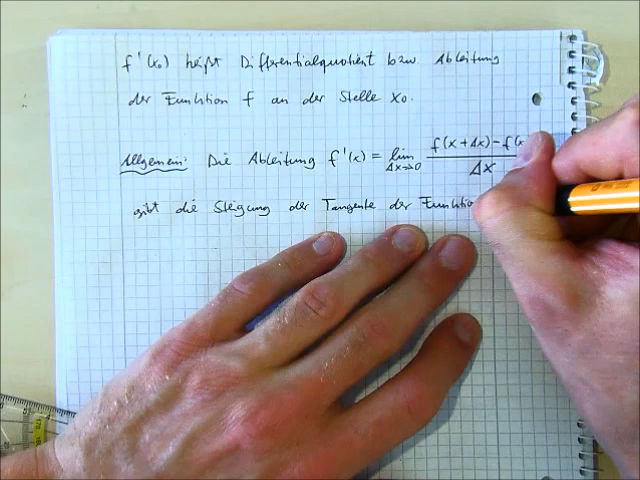 f'(x₀) heißt Differentialquotient bzw. Ableitung
der Funktion f an der Stelle x₀.
Allgemein: Die Ableitung f'(x) = lim Δx→0 f(x+Δx)-f(x / Δx
gibt die Steigung der Tangente der Funktio